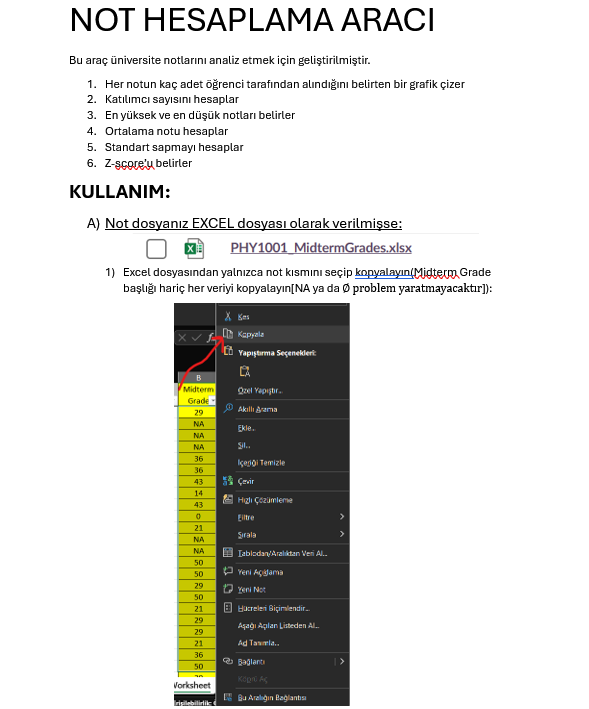 NOT HESAPLAMA ARACI
Bu araç üniversite notlarını analiz etmek için geliştirilmiştir.
1. Her notun kaç adet öğrenci tarafından alındığını belirten bir grafik çizer
2. Katılımcı sayısını hesaplar
3. En yüksek ve en düşük notları belirler
4. Ortalama notu hesaplar
5. Standart sapmayı hesaplar
6. Z-score'u belirler
KULLANIM:
A) Not dosyanız EXCEL dosyası olarak verilmişse:
PHY1001_MidtermGrades.xlsx
1) Excel dosyasından yalnızca not kısmını seçip kopyalayın(Midterm Grade
başlığı hariç her veriyi kopyalayın[NA ya da Ø problem yaratmayacaktır]):
B
Midterm
Grade
29
NA
NA
NA
36
36
43
14
43
0
21
NA
NA
50
50
29
50
21
29
29
21
36
50
Worksheet
Kes
Kopyala
Yapıştırma Seçenekleri:
Özel Yapıştır...
Akıllı Arama
Ekle...
Sil...
İçeriği Temizle
Çevir
Hızlı Çözümleme
Filtre
Sırala
Tablodan/Aralıktan Veri Al...
Yeni Açıklama
Yeni Not
Hücreleri Biçimlendir...
Aşağı Açılan Listeden Al...
Ad Tanımla...
Bağlantı
Köprü Aç
Bu Aralığın Bağlantısı